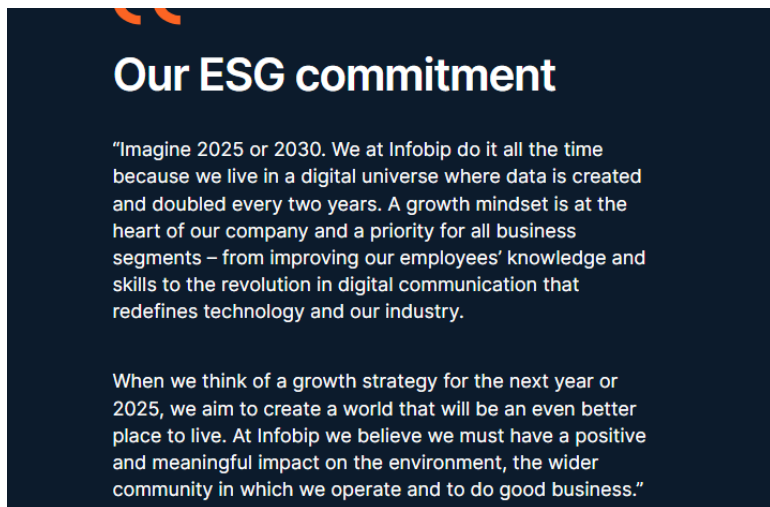 Our ESG commitment
“Imagine 2025 or 2030. We at Infobip do it all the time
because we live in a digital universe where data is created
and doubled every two years. A growth mindset is at the
heart of our company and a priority for all business
segments – from improving our employees’ knowledge and
skills to the revolution in digital communication that
redefines technology and our industry.
When we think of a growth strategy for the next year or
2025, we aim to create a world that will be an even better
place to live. At Infobip we believe we must have a positive
and meaningful impact on the environment, the wider
community in which we operate and to do good business.”